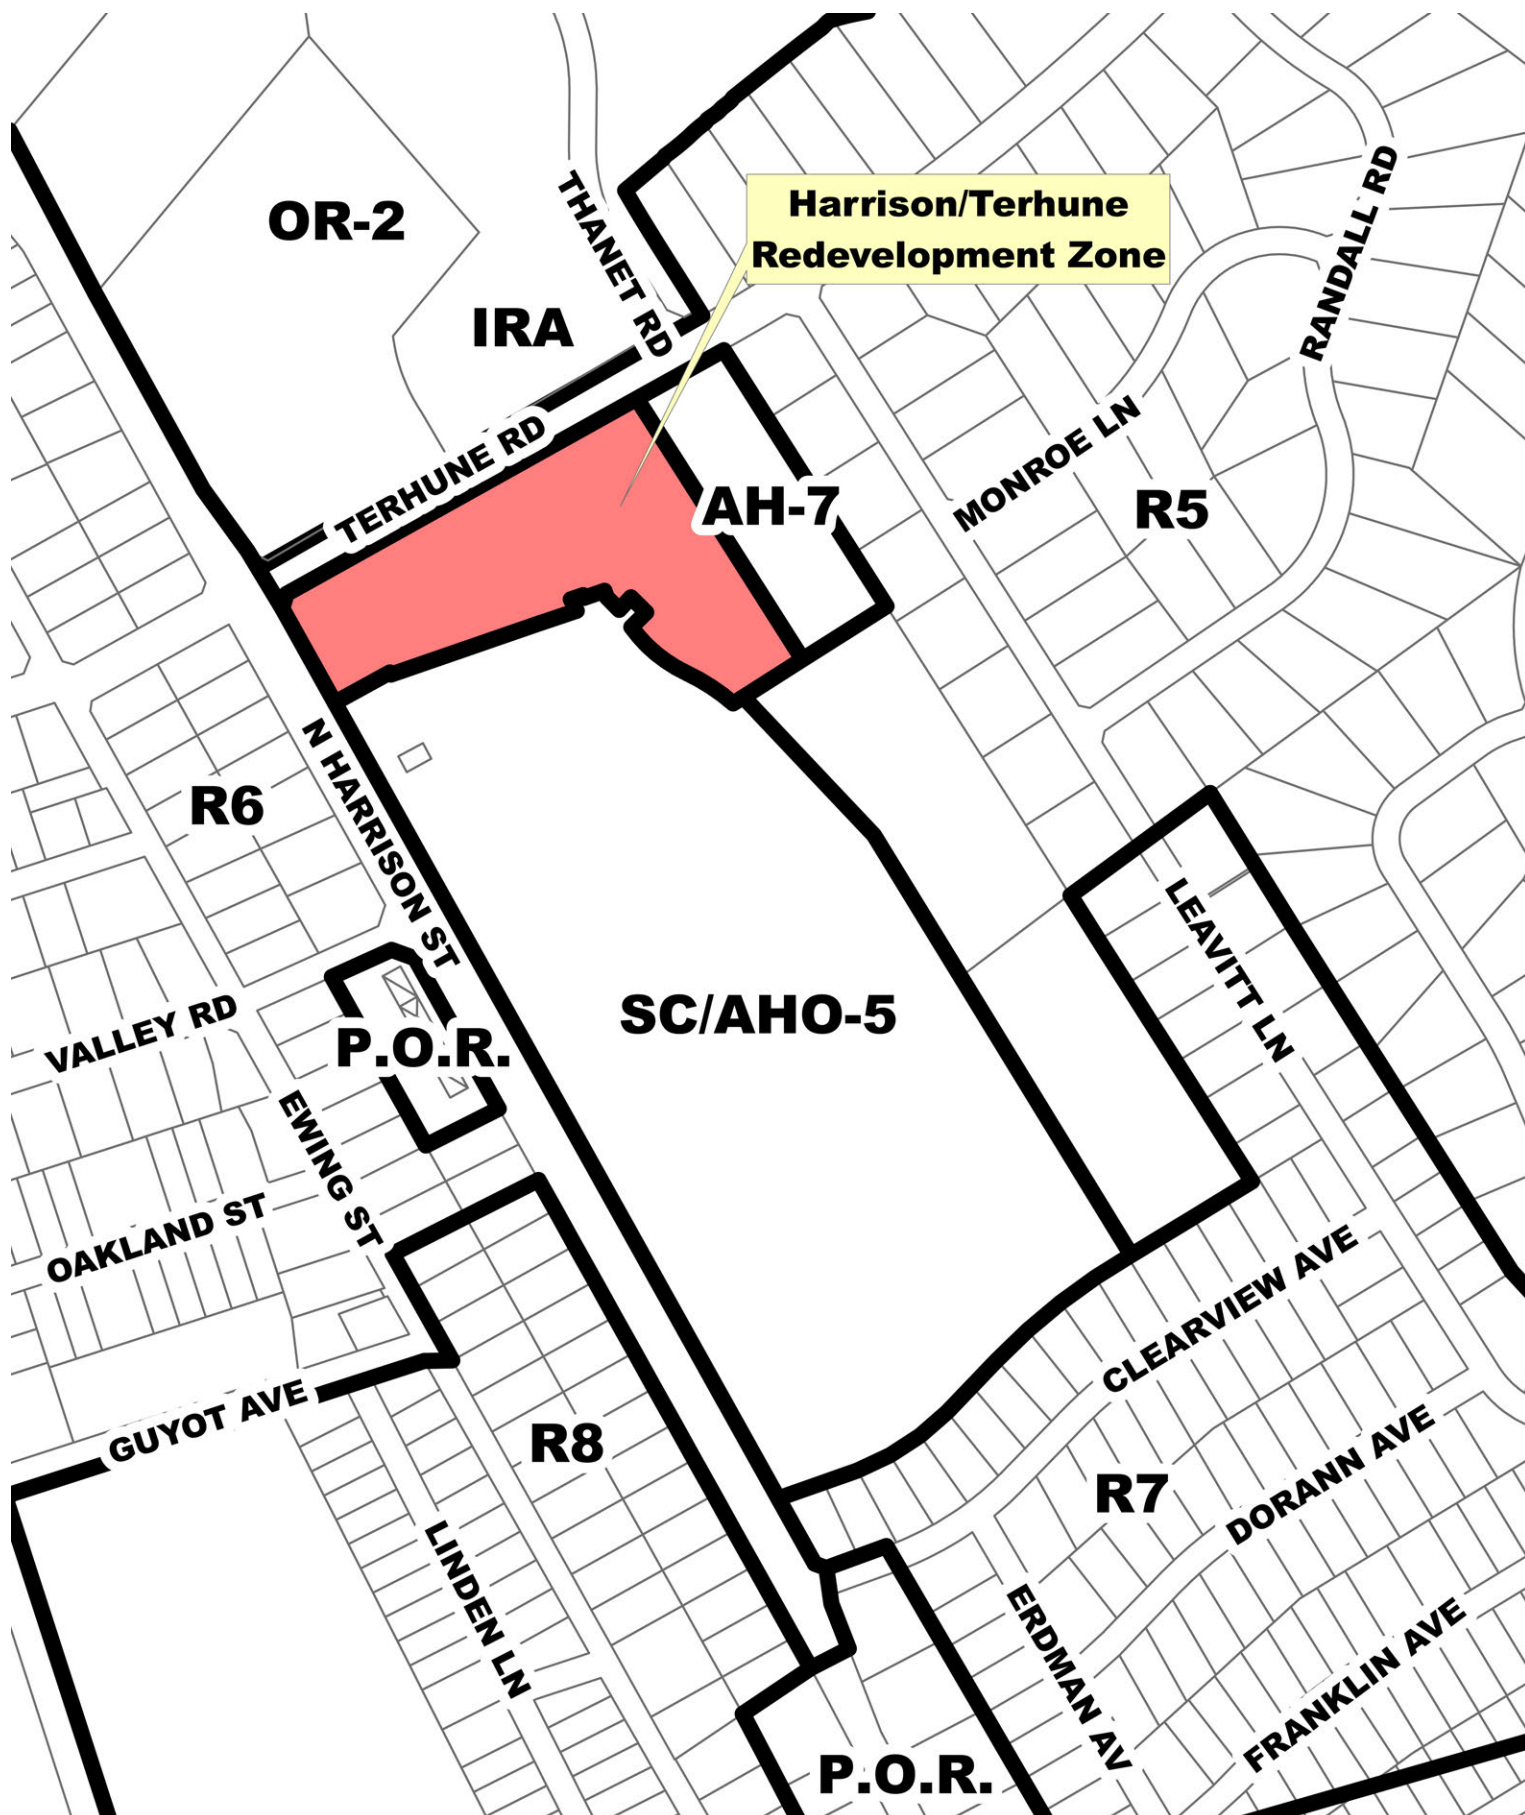 Harrison/Terhune
Redevelopment Zone
OR-2
THANET RD
RANDALL RD
IRA
TERHUNE RD
MONROE LN
AH-7
R5
N HARRISON ST
R6
LEAVITT LN
VALLEY RD
P.O.R.
SC/AHO-5
EWING ST
OAKLAND ST
CLEARVIEW AVE
GUYOT AVE
R8
R7
DORANN AVE
LINDEN LN
ERDMAN AV
FRANKLIN AVE
P.O.R.